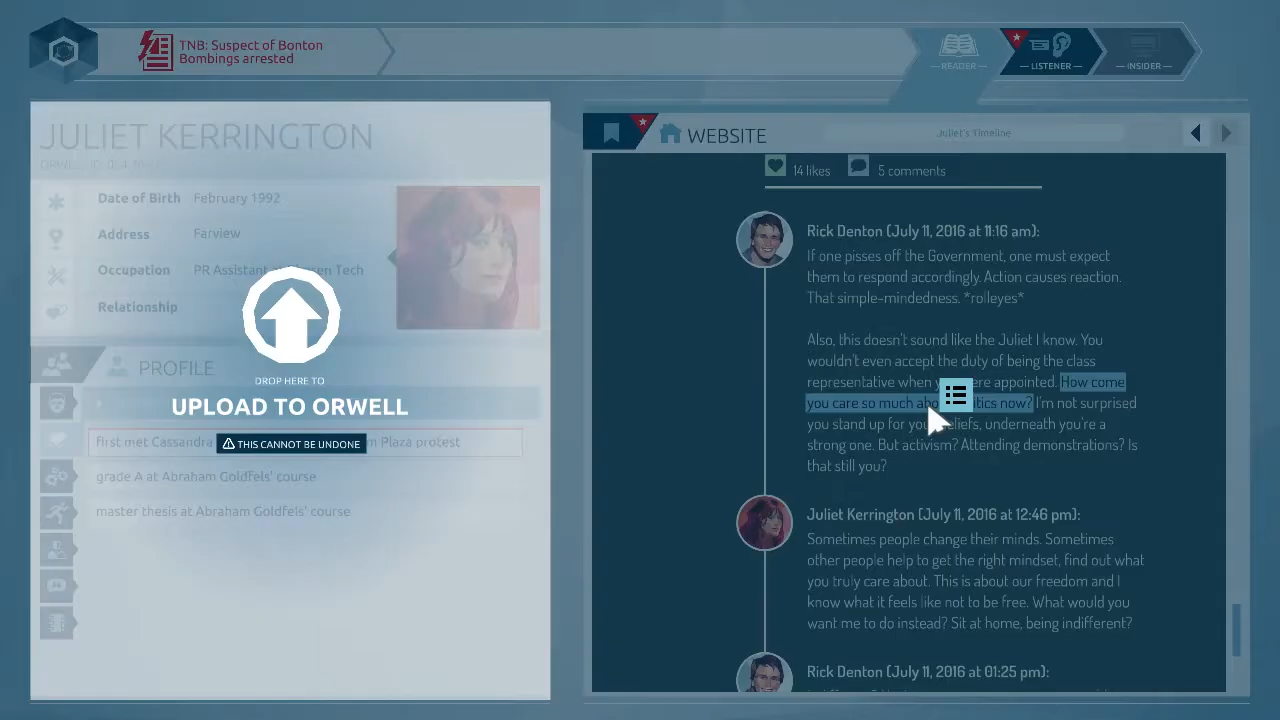 TNB: Suspect of Bonton
Bombings arrested
— READER —
— LISTENER —
— INSIDER —
JULIET KERRINGTON
Date of Birth February 1992
Address Farview
Occupation PR Assistant at Tech
Relationship
PROFILE
DROP HERE TO
UPLOAD TO ORWELL
THIS CANNOT BE UNDONE
first met Cassandra Plaza protest
grade A at Abraham Goldfels' course
master thesis at Abraham Goldfels' course
WEBSITE
Juliet's Timeline
14 likes 5 comments
Rick Denton (July 11, 2016 at 11:16 am):
If one pisses off the Government, one must expect
them to respond accordingly. Action causes reaction.
That simple-mindedness. *rolleyes*
Also, this doesn't sound like the Juliet I know. You
wouldn't even accept the duty of being the class
representative when were appointed. How come
you care so much now? I'm not surprised
you stand up for your beliefs, underneath you're a
strong one. But activism? Attending demonstrations? Is
that still you?
Juliet Kerrington (July 11, 2016 at 12:46 pm):
Sometimes people change their minds. Sometimes
other people help to get the right mindset, find out what
you truly care about. This is about our freedom and I
know what it feels like not to be free. What would you
want me to do instead? Sit at home, being indifferent?
Rick Denton (July 11, 2016 at 01:25 pm):